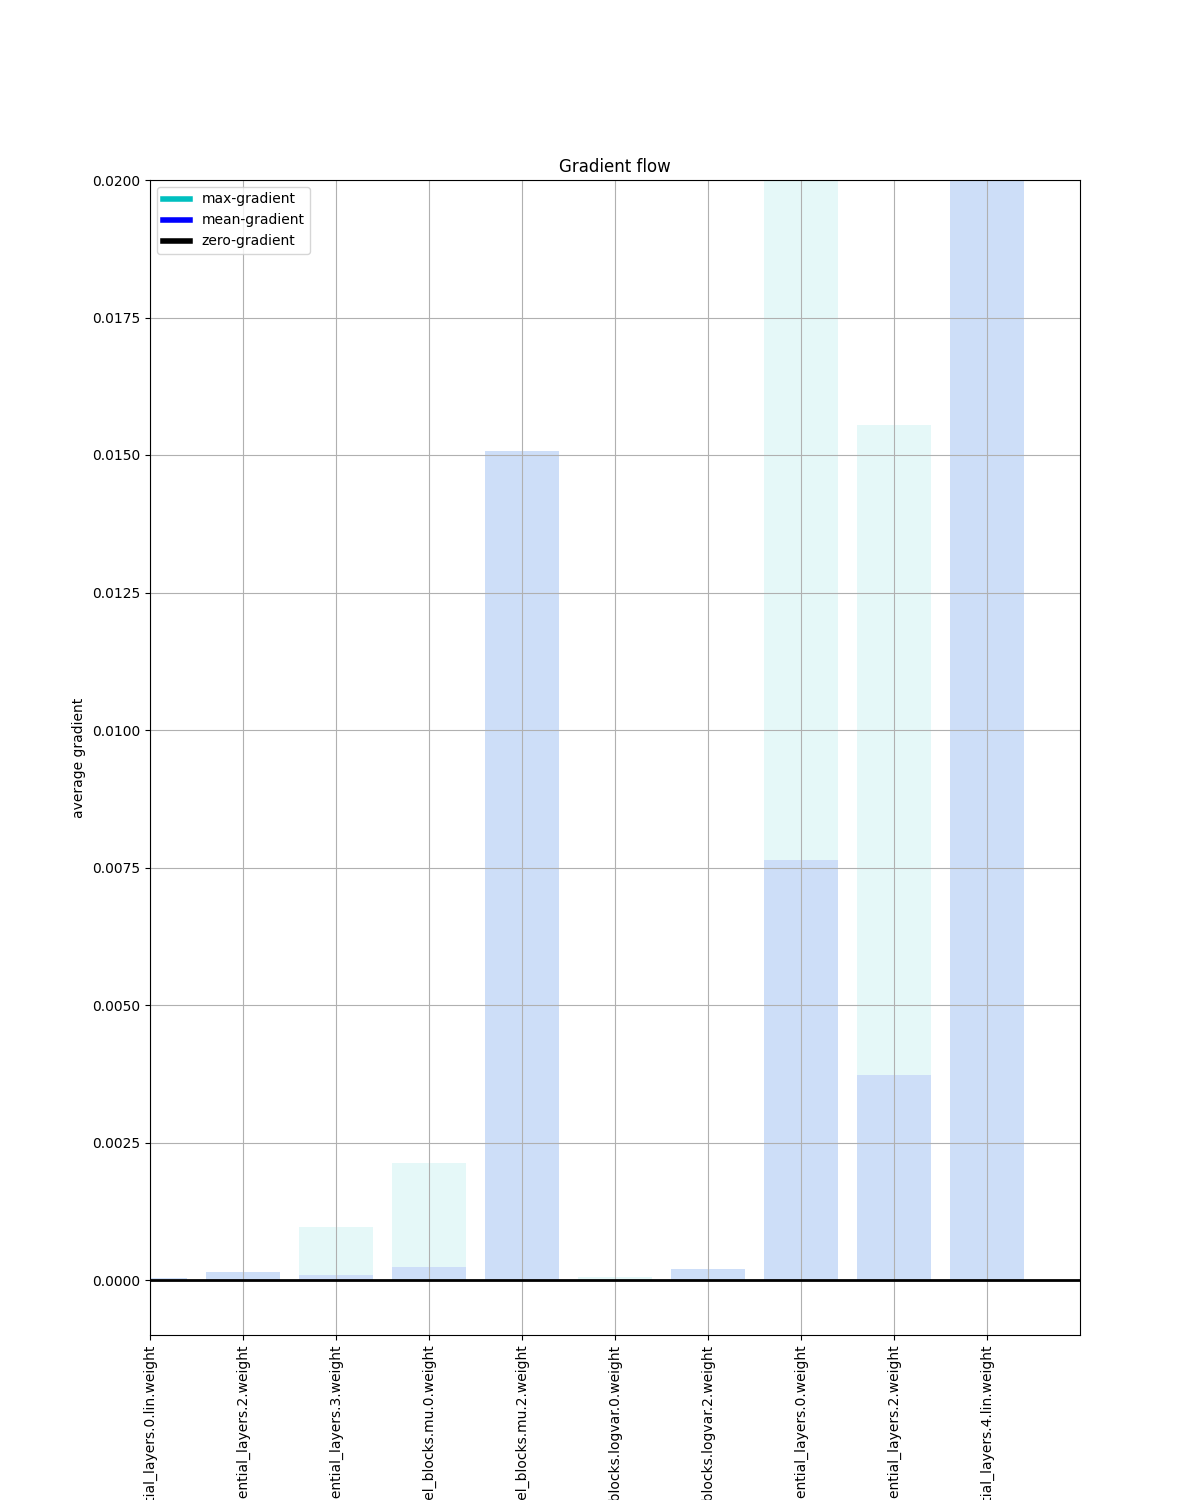 Gradient flow
max-gradient
mean-gradient
zero-gradient
0.0200
0.0175
0.0150
0.0125
0.0100
0.0075
0.0050
0.0025
0.0000
average gradient
tial_layers.0.lin.weight
ential_layers.2.weight
ential_layers.3.weight
el_blocks.mu.0.weight
el_blocks.mu.2.weight
blocks.logvar.0.weight
blocks.logvar.2.weight
ential_layers.0.weight
ential_layers.2.weight
tial_layers.4.lin.weight